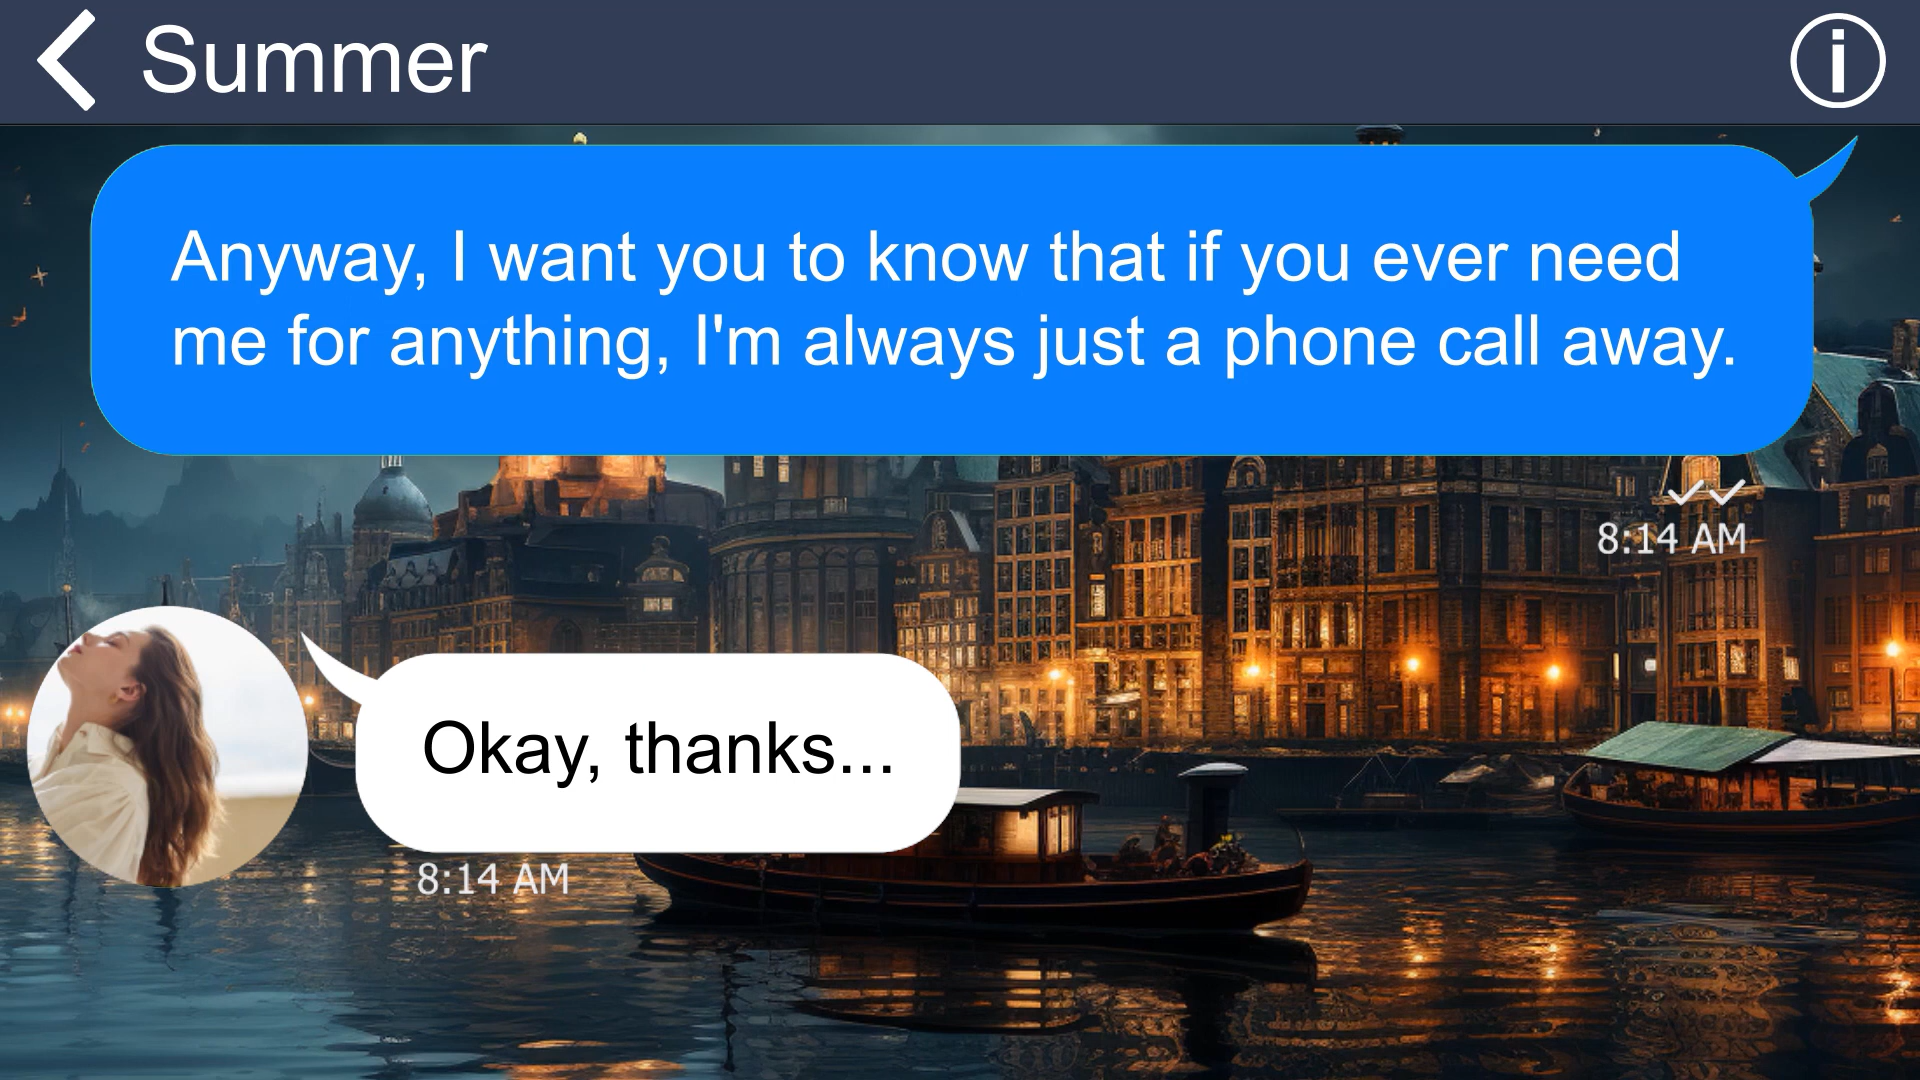 Summer
Anyway, I want you to know that if you ever need
me for anything, I'm always just a phone call away.
8:14 AM
Okay, thanks...
8:14 AM